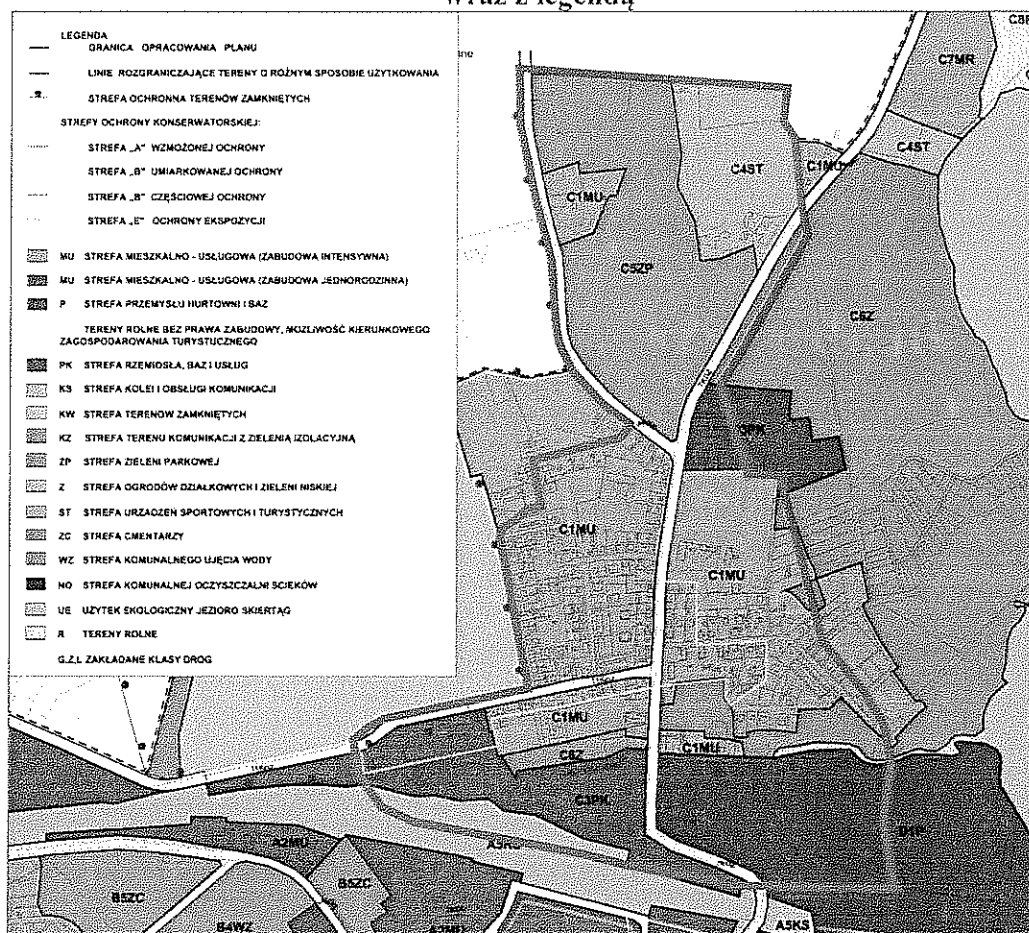 wraz z legendą
LEGENDA
GRANICA OPRACOWANIA PLANU
LINIE ROZGRANICZAJĄCE TERENY O RÓŻNYM SPOSOBIE UŻYTKOWANIA
STREFA OCHRONNA TERENÓW ZAMKNIĘTYCH
STREFY OCHRONY KONSERWATORSKIEJ:
STREFA „A" WZMOŻONEJ OCHRONY
STREFA „B" UMIARKOWANEJ OCHRONY
STREFA „B" CZĘŚCIOWEJ OCHRONY
STREFA „E" OCHRONY EKSPOZYCJI
MU STREFA MIESZKALNO - USŁUGOWA (ZABUDOWA INTENSYWNA)
MU STREFA MIESZKALNO - USŁUGOWA (ZABUDOWA JEDNORODZINNA)
P STREFA PRZEMYSŁU HURTOWNI I BAZ
TERENY ROLNE BEZ PRAWA ZABUDOWY, MOŻLIWOŚĆ KIERUNKOWEGO
ZAGOSPODAROWANIA TURYSTYCZNEGO
PK STREFA RZEMIOSŁA, BAZ I USŁUG
KS STREFA KOLEI I OBSŁUGI KOMUNIKACJI
KW STREFA TERENÓW ZAMKNIĘTYCH
KZ STREFA TERENU KOMUNIKACJI Z ZIELENIĄ IZOLACYJNĄ
ZP STREFA ZIELENI PARKOWEJ
Z STREFA OGRODÓW DZIAŁKOWYCH I ZIELENI NISKIEJ
ST STREFA URZĄDZEŃ SPORTOWYCH I TURYSTYCZNYCH
ZC STREFA CMENTARZY
WZ STREFA KOMUNALNEGO UJĘCIA WODY
NO STREFA KOMUNALNEJ OCZYSZCZALNI ŚCIEKÓW
UE UŻYTEK EKOLOGICZNY JEZIORO SKIERTĄG
R TERENY ROLNE
G,Z,L ZAKŁADANE KLASY DRÓG
C7MR
C4ST
C1MU
C4ST
C1MU
C5ZP
C6Z
C1MU
C1MU
C1MU
C6Z
C1MU
C3PK
A2MU
B5ZC
B5ZC
B4WZ
A2MU
A5KS